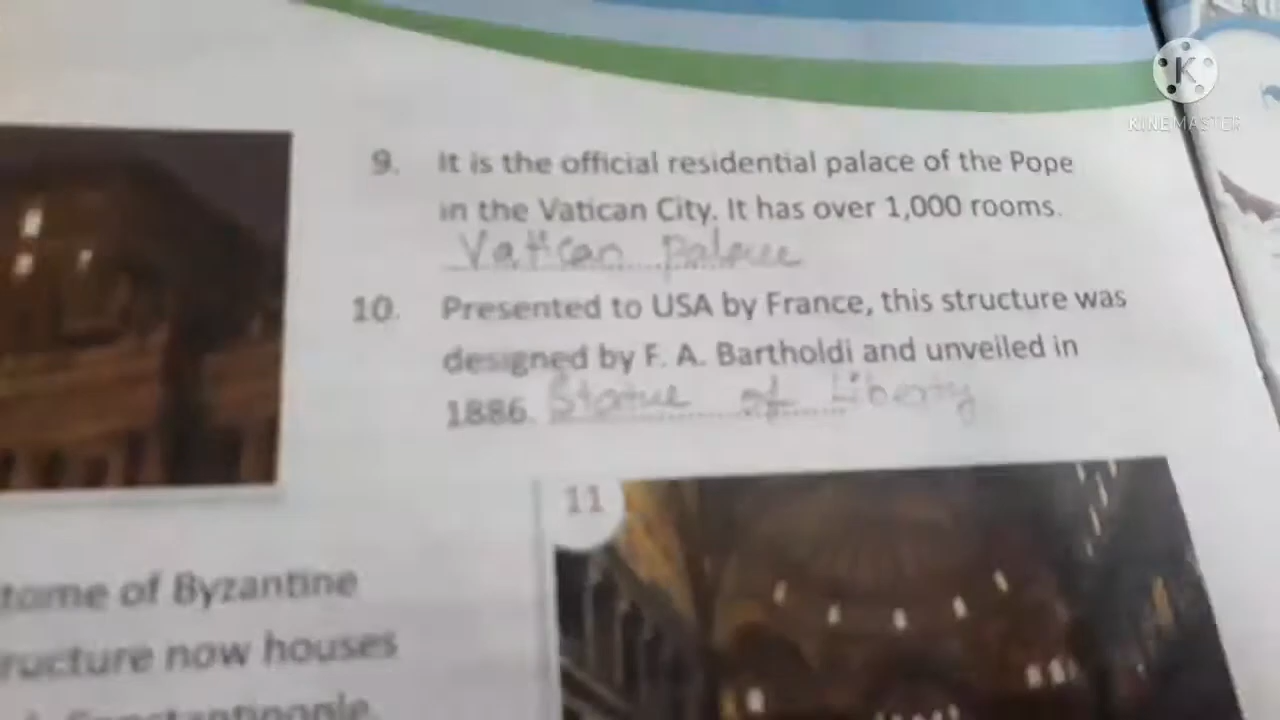 KINEMASTER
9. It is the official residential palace of the Pope
in the Vatican City. It has over 1,000 rooms.
Vatican palace
10. Presented to USA by France, this structure was
designed by F. A. Bartholdi and unveiled in
1886. Statue of Liberty
11
tome of Byzantine
ructure now houses
Constantinople.